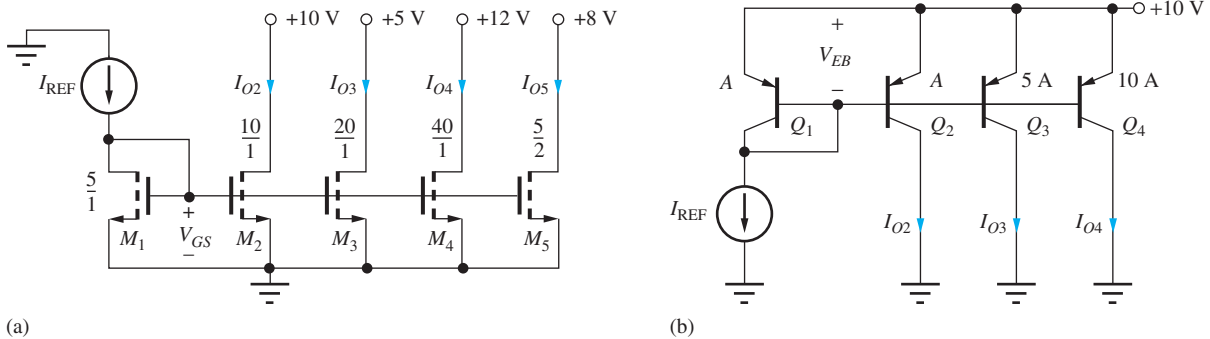 +10 V +5 V +12 V +8 V
I_REF
I_O2 I_O3 I_O4 I_O5
5/1 10/1 20/1 40/1 5/2
+
V_GS
−
M_1 M_2 M_3 M_4 M_5
(a)
+10 V
+
V_EB
−
A A 5 A 10 A
Q_1 Q_2 Q_3 Q_4
I_REF
I_O2 I_O3 I_O4
(b)